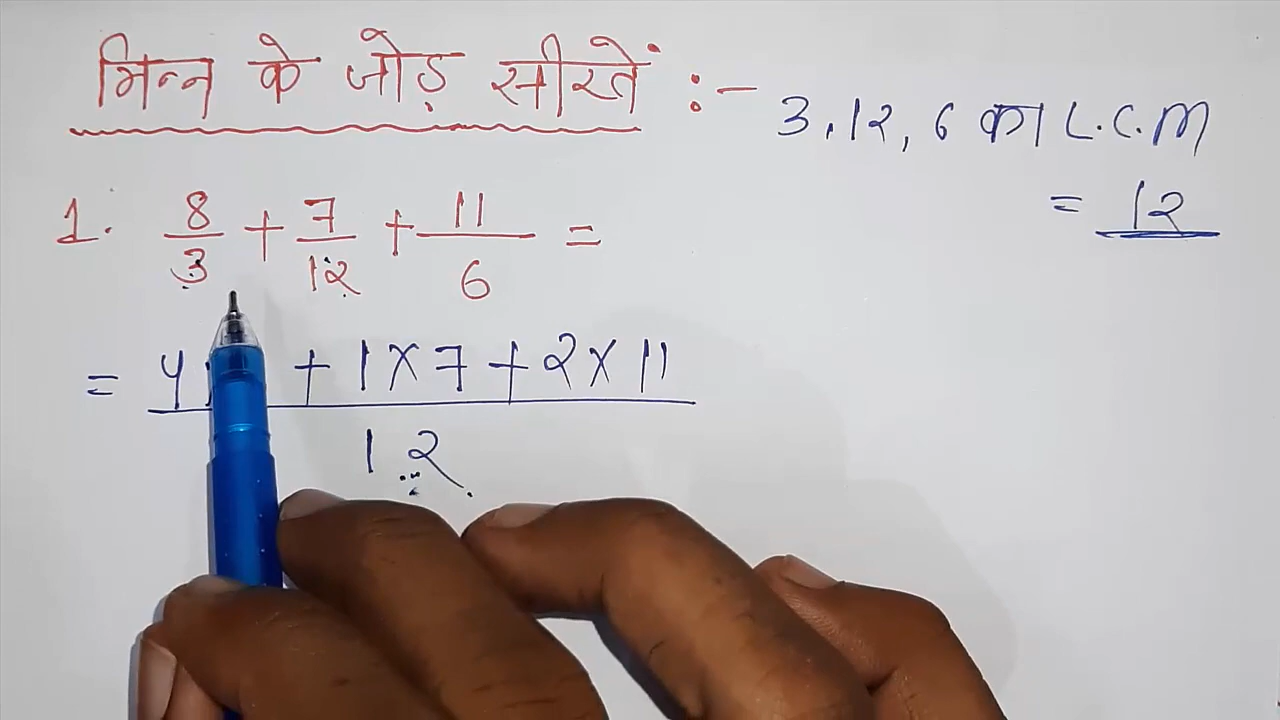 भिन्न के जोड़ सीखें :-
3, 12, 6 का L.C.M
= 12
1. 8/3 + 7/12 + 11/6 =
= 4 + 1×7 + 2×11
12